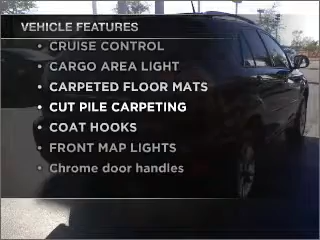 VEHICLE FEATURES
• CRUISE CONTROL
• CARGO AREA LIGHT
• CARPETED FLOOR MATS
• CUT PILE CARPETING
• COAT HOOKS
• FRONT MAP LIGHTS
• Chrome door handles